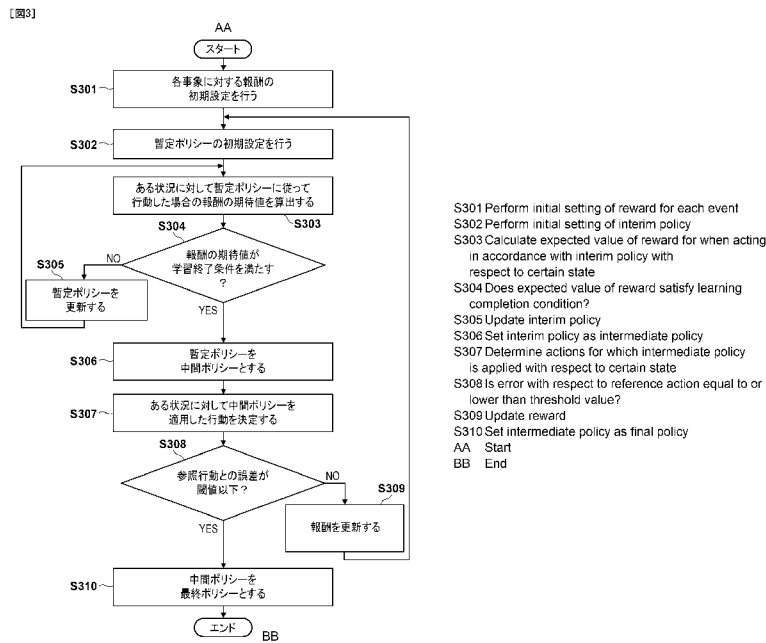 [図3]
AA
スタート
S301
各事象に対する報酬の
初期設定を行う
S302
暫定ポリシーの初期設定を行う
ある状況に対して暫定ポリシーに従って
行動した場合の報酬の期待値を算出する
S303
S304
報酬の期待値が
学習終了条件を満たす
?
NO
S305
暫定ポリシーを
更新する
YES
S306
暫定ポリシーを
中間ポリシーとする
S307
ある状況に対して中間ポリシーを
適用した行動を決定する
S308
参照行動との誤差が
閾値以下?
NO
S309
報酬を更新する
YES
S310
中間ポリシーを
最終ポリシーとする
エンド
BB
S301 Perform initial setting of reward for each event
S302 Perform initial setting of interim policy
S303 Calculate expected value of reward for when acting
in accordance with interim policy with
respect to certain state
S304 Does expected value of reward satisfy learning
completion condition?
S305 Update interim policy
S306 Set interim policy as intermediate policy
S307 Determine actions for which intermediate policy
is applied with respect to certain state
S308 Is error with respect to reference action equal to or
lower than threshold value?
S309 Update reward
S310 Set intermediate policy as final policy
AA Start
BB End